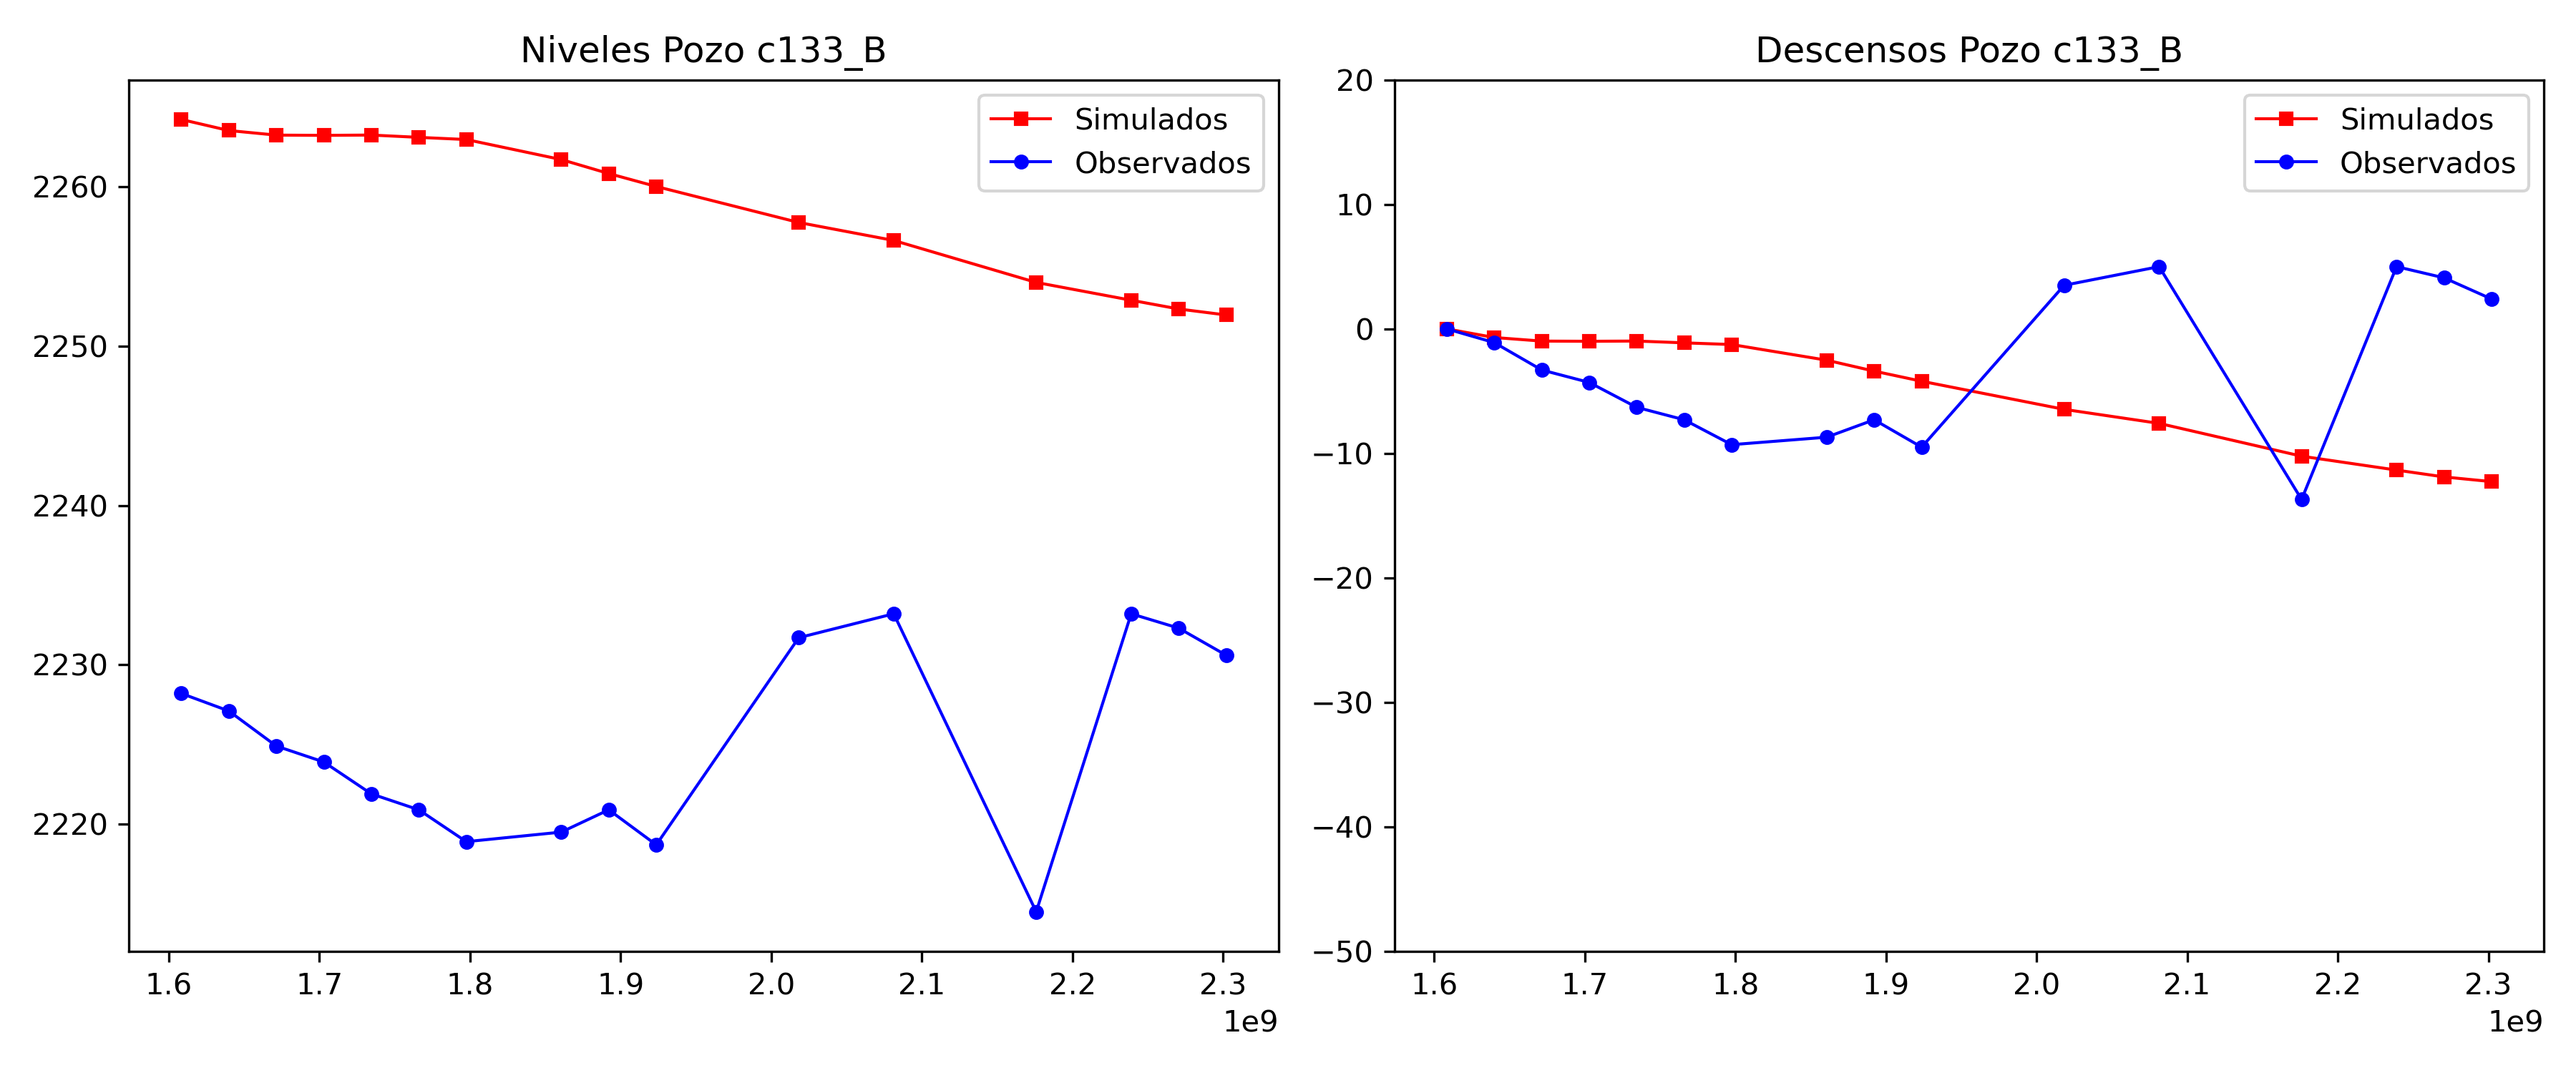 Niveles Pozo c133_B
Simulados
Observados
2260
2250
2240
2230
2220
1.6 1.7 1.8 1.9 2.0 2.1 2.2 2.3
1e9
Descensos Pozo c133_B
Simulados
Observados
20
10
0
−10
−20
−30
−40
−50
1.6 1.7 1.8 1.9 2.0 2.1 2.2 2.3
1e9